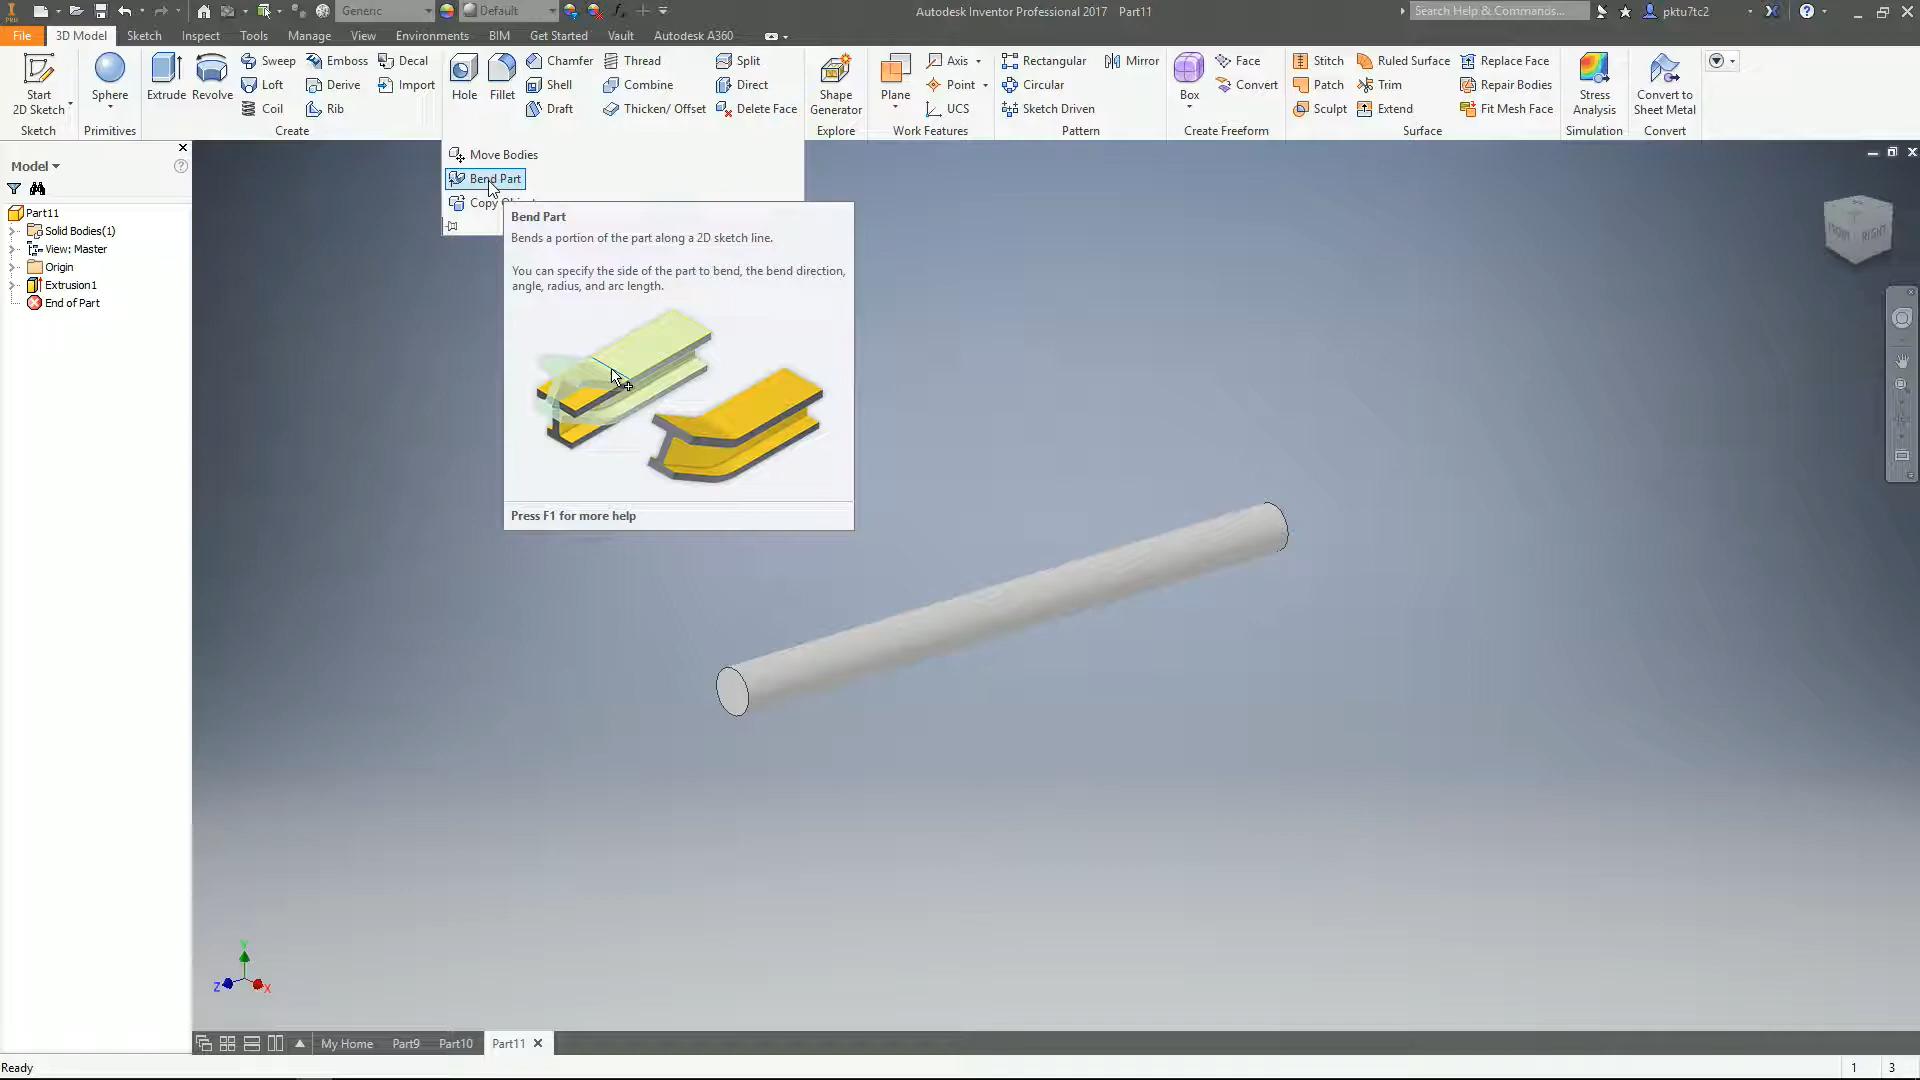 Generic
Default
Autodesk Inventor Professional 2017 Part11
Search Help & Commands...
pktu7tc2
PRO
File
3D Model
Sketch
Inspect
Tools
Manage
View
Environments
BIM
Get Started
Vault
Autodesk A360
Start
2D Sketch
Sketch
Sphere
Primitives
Extrude
Revolve
Sweep
Loft
Coil
Emboss
Derive
Rib
Decal
Import
Create
Hole
Fillet
Chamfer
Shell
Draft
Thread
Combine
Thicken/ Offset
Split
Direct
Delete Face
Shape
Generator
Explore
Plane
Axis
Point
UCS
Work Features
Rectangular
Circular
Sketch Driven
Mirror
Pattern
Box
Face
Convert
Create Freeform
Stitch
Patch
Sculpt
Ruled Surface
Trim
Extend
Replace Face
Repair Bodies
Fit Mesh Face
Surface
Stress
Analysis
Simulation
Convert to
Sheet Metal
Convert
Move Bodies
Bend Part
Copy
Bend Part
Bends a portion of the part along a 2D sketch line.
You can specify the side of the part to bend, the bend direction,
angle, radius, and arc length.
Press F1 for more help
Model
Part11
Solid Bodies(1)
View: Master
Origin
Extrusion1
End of Part
RIGHT
Y
Z
X
My Home
Part9
Part10
Part11
Ready
1
3